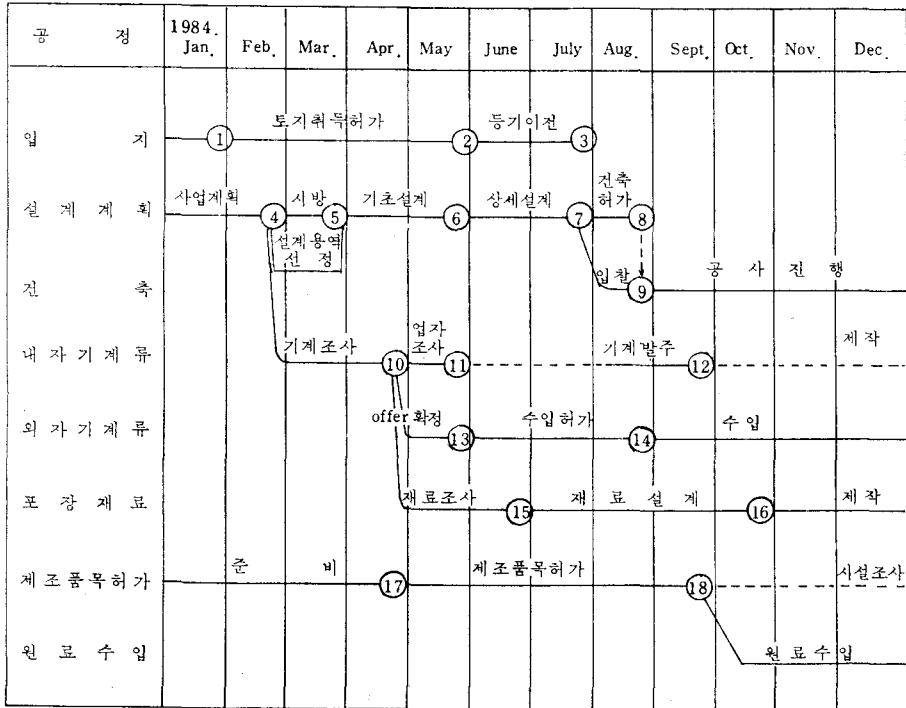 공 정
1984. Jan. Feb. Mar. Apr. May June July Aug. Sept. Oct. Nov. Dec.
입 지
토지취득허가 등기이전
1 2 3
설계계획
사업계획 시방 기초설계 상세설계 건축허가
4 5 6 7 8
설계용역
선 정
건 축
입찰 공 사 진 행
9
내자기계류
기계조사 업자조사 기계발주 제작
10 11 12
외자기계류
offer 확정 수입허가 수입
13 14
포장재료
재료조사 재료설계 제작
15 16
제조품목허가
준 비 제조품목허가 시설조사
17 18
원료수입
원료수입